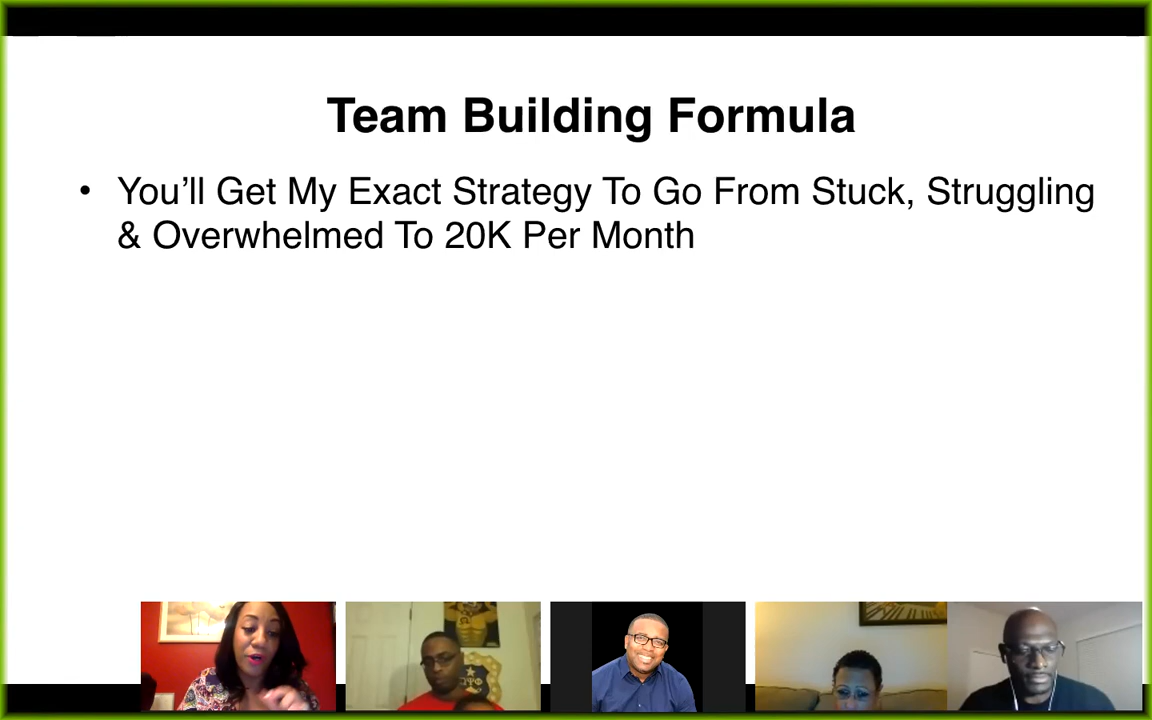 Team Building Formula
• You’ll Get My Exact Strategy To Go From Stuck, Struggling
& Overwhelmed To 20K Per Month
ΩΨΦ